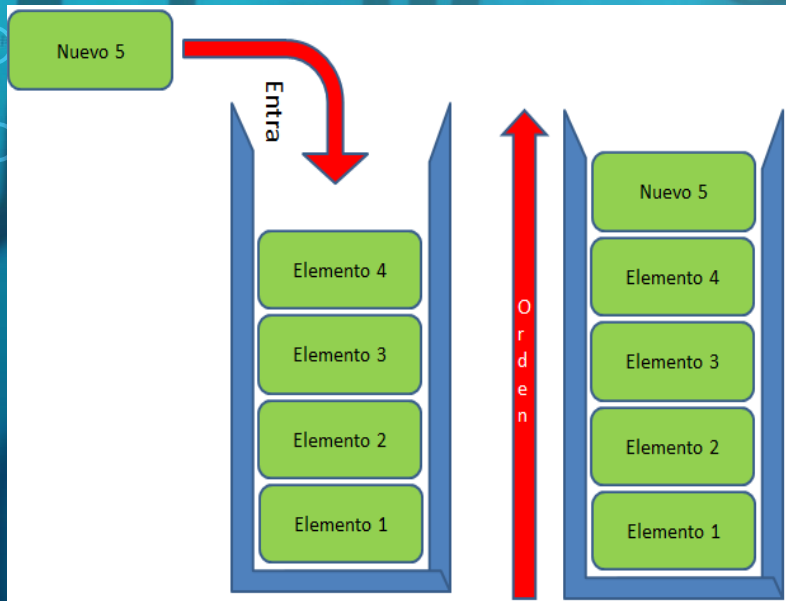 Nuevo 5
Entra
Elemento 4
Elemento 3
Elemento 2
Elemento 1
Orden
Nuevo 5
Elemento 4
Elemento 3
Elemento 2
Elemento 1